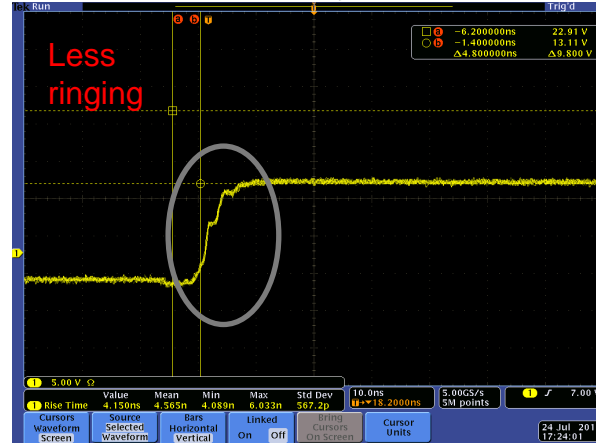 Tek Run Trig'd
a b T
T
Less
ringing
a -6.200000ns 22.91 V
b -1.400000ns 13.11 V
Δ4.800000ns Δ9.800 V
1
1 5.00 V Ω
Value Mean Min Max Std Dev
1 Rise Time 4.150n 4.565n 4.089n 6.033n 567.2p
10.0ns
T→▼18.2000ns
5.00GS/s
5M points
1 7.00 V
Cursors
Waveform
Screen
Source
Selected
Waveform
Bars
Horizontal
Vertical
Linked
On Off
Bring
Cursors
On Screen
Cursor
Units
24 Jul 201
17:24:01